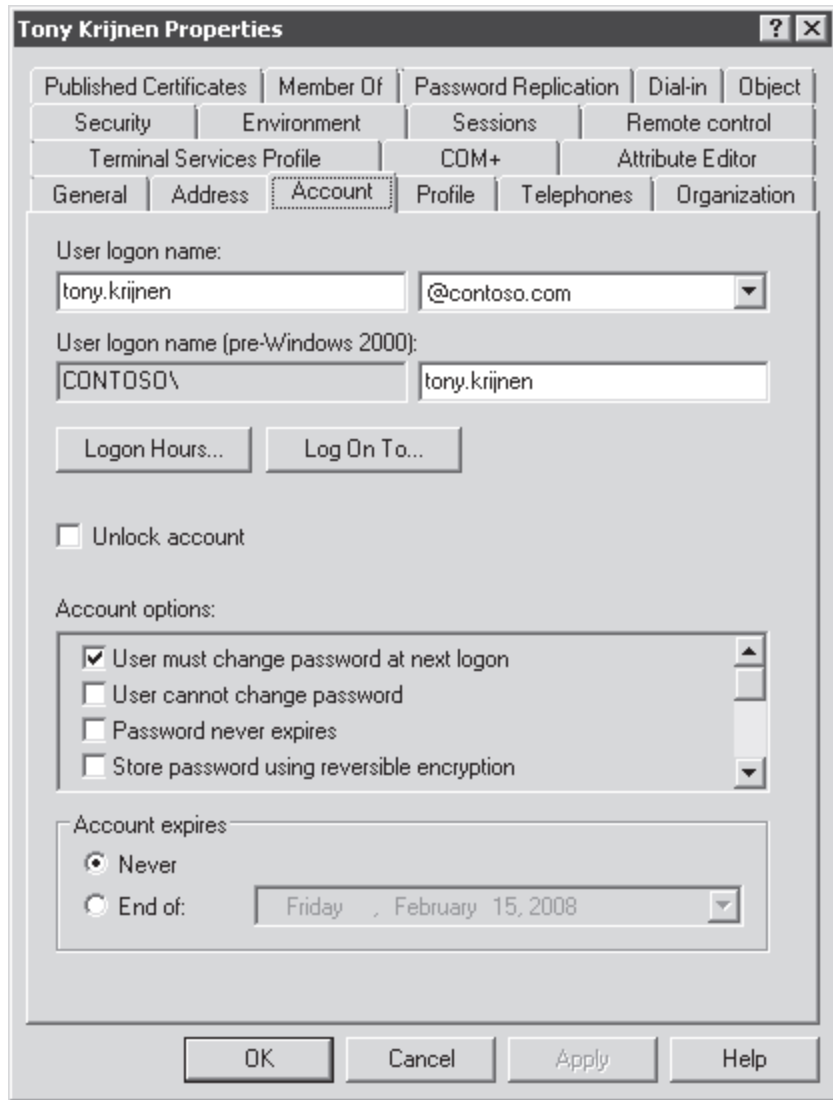 Tony Krijnen Properties
Published Certificates Member Of Password Replication Dial-in Object
Security Environment Sessions Remote control
Terminal Services Profile COM+ Attribute Editor
General Address Account Profile Telephones Organization
User logon name:
tony.krijnen @contoso.com
User logon name (pre-Windows 2000):
CONTOSO\ tony.krijnen
Logon Hours... Log On To...
Unlock account
Account options:
User must change password at next logon
User cannot change password
Password never expires
Store password using reversible encryption
Account expires
Never
End of: Friday , February 15, 2008
OK Cancel Apply Help